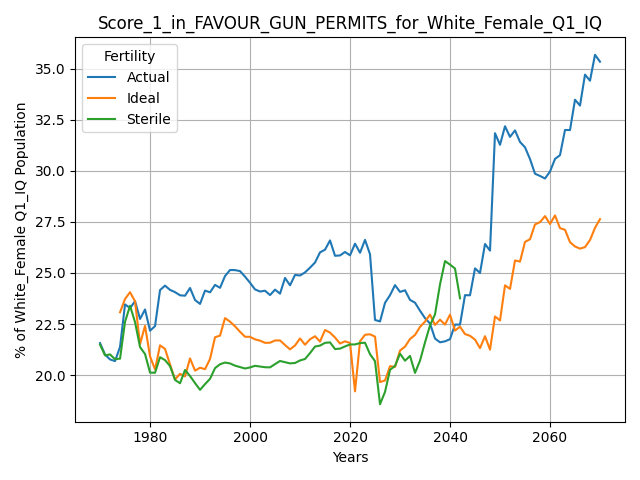 Score_1_in_FAVOUR_GUN_PERMITS_for_White_Female_Q1_IQ
Fertility
Actual
Ideal
Sterile
35.0
32.5
30.0
27.5
25.0
22.5
20.0
% of White_Female Q1_IQ Population
1980 2000 2020 2040 2060
Years